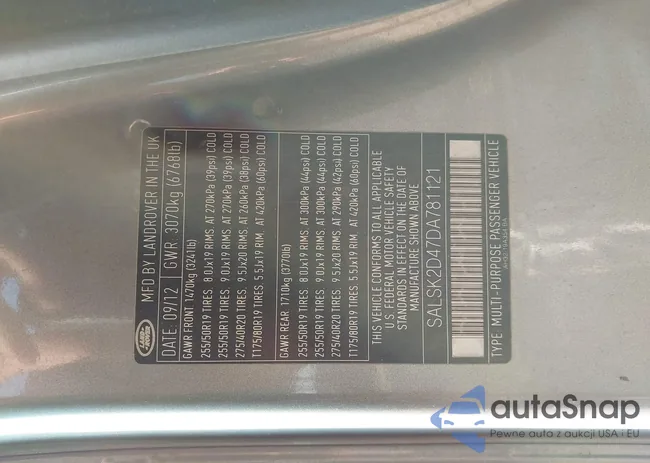 MFD BY LANDROVER IN THE UK
DATE. 09/12 GWR. 3070kg (6768lb)
GAWR FRONT 1470kg (3241lb)
255/50R19 TIRES. 8.0Jx19 RIMS. AT 270kPa (39psi) COLD
255/50R19 TIRES. 9.0Jx19 RIMS. AT 270kPa (39psi) COLD
275/40R20 TIRES. 9.5Jx20 RIMS. AT 260kPa (38psi) COLD
T175/80R19 TIRES 5.5Jx19 RIM. AT 420kPa (60psi) COLD
GAWR REAR 1710kg (3770lb)
255/50R19 TIRES. 8.0Jx19 RIMS. AT 300kPa (44psi) COLD
255/50R19 TIRES. 9.0Jx19 RIMS. AT 300kPa (44psi) COLD
275/40R20 TIRES. 9.5Jx20 RIMS. AT 290kPa (42psi) COLD
T175/80R19 TIRES 5.5Jx19 RIM. AT 420kPa (60psi) COLD
THIS VEHICLE CONFORMS TO ALL APPLICABLE
U.S FEDERAL MOTOR VEHICLE SAFETY
STANDARDS IN EFFECT ON THE DATE OF
MANUFACTURE SHOWN ABOVE
SALSK2D47DA781121
TYPE: MULTI-PURPOSE PASSENGER VEHICLE
LAND
ROVER
autaSnap
Pewne auta z aukcji USA i EU